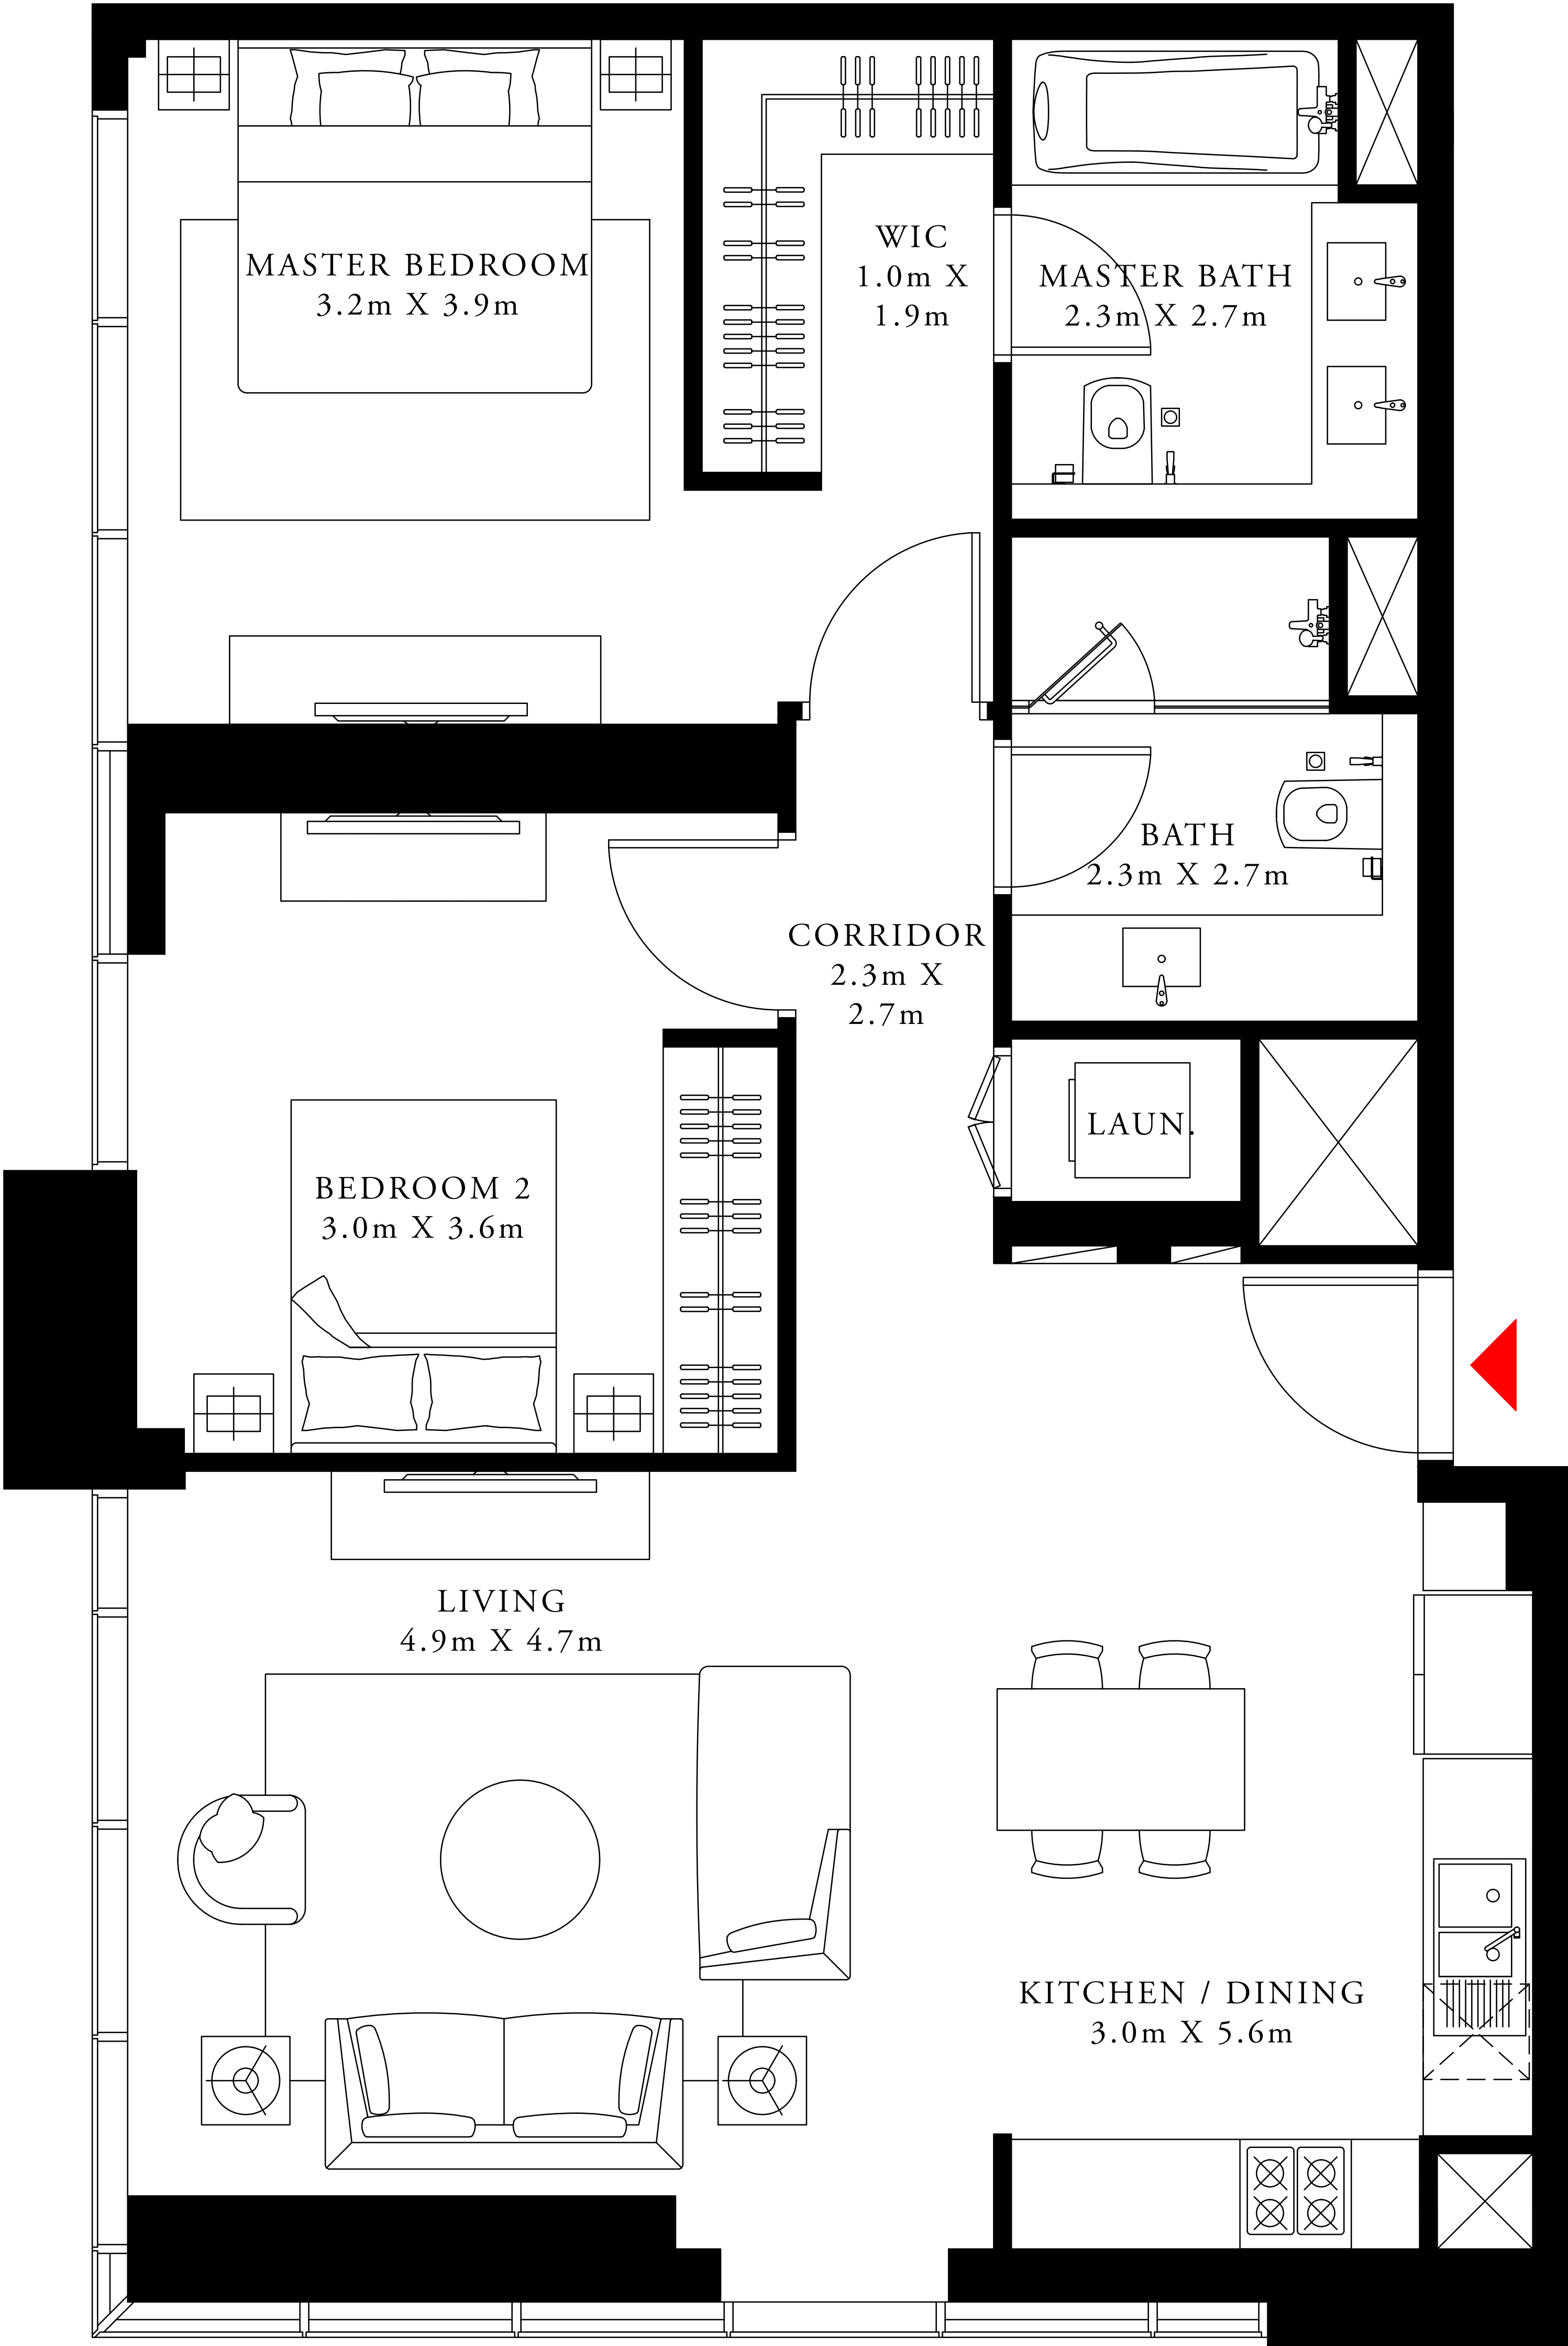 MASTER BEDROOM
3.2m X 3.9m
WIC
1.0m X
1.9m
MASTER BATH
2.3m X 2.7m
BATH
2.3m X 2.7m
CORRIDOR
2.3m X
2.7m
LAUN.
BEDROOM 2
3.0m X 3.6m
LIVING
4.9m X 4.7m
KITCHEN / DINING
3.0m X 5.6m